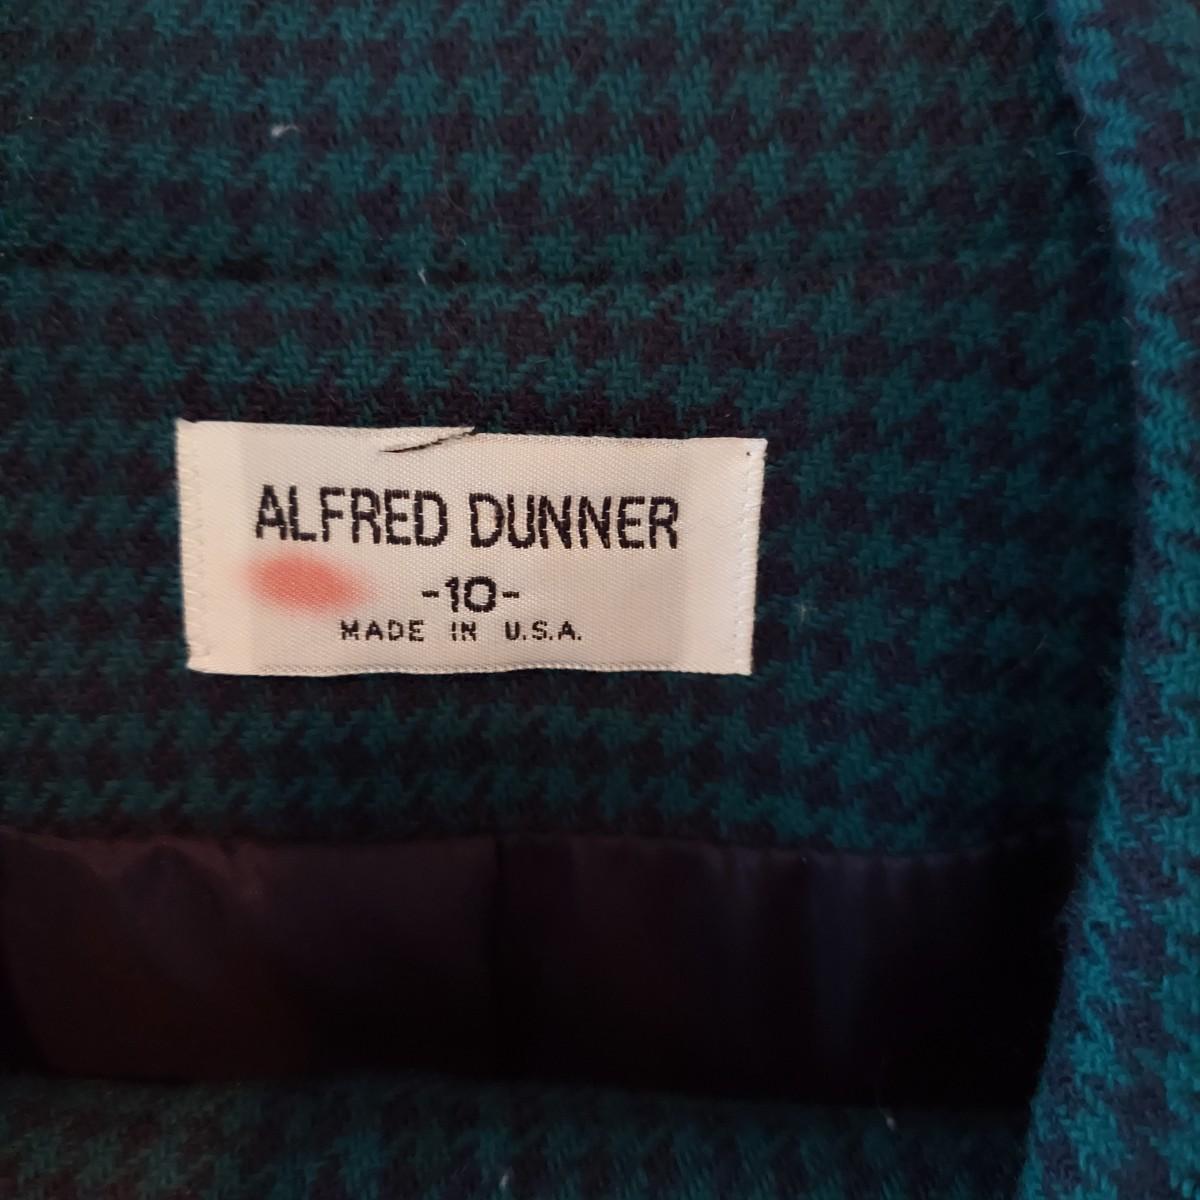 ALFRED DUNNER
-10-
MADE IN U.S.A.